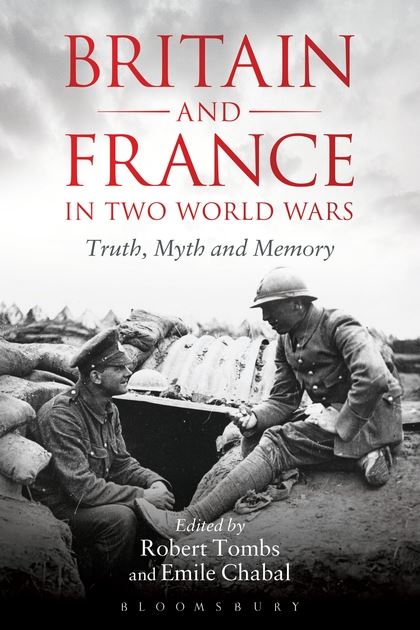 BRITAIN
AND
FRANCE
IN TWO WORLD WARS
Truth, Myth and Memory
Edited by
Robert Tombs
and Emile Chabal
BLOOMSBURY